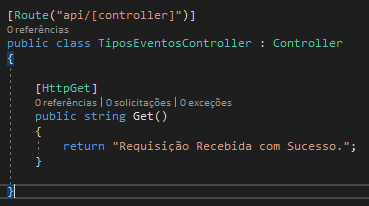 [Route("api/[controller]")]
0 referências
public class TiposEventosController : Controller
{
[HttpGet]
0 referências | 0 solicitações | 0 exceções
public string Get()
{
return "Requisição Recebida com Sucesso.";
}
}